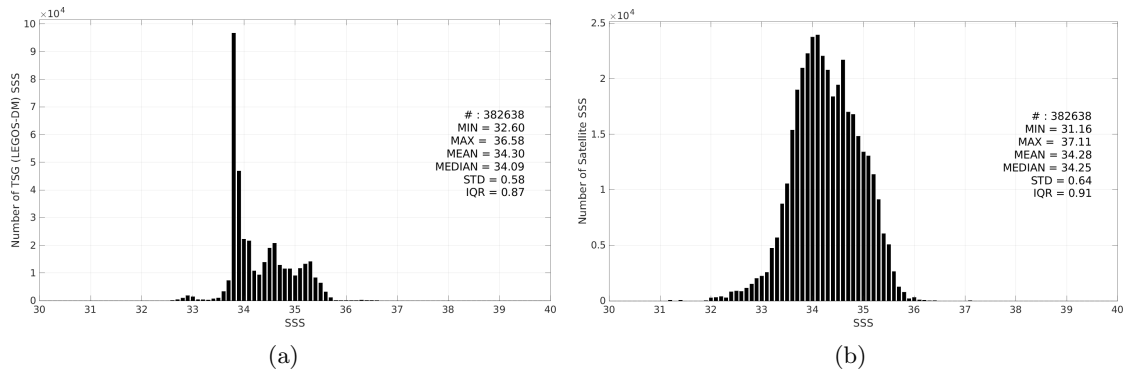 ×10⁴
10
9
8
7
6
5
4
3
2
1
0
Number of TSG (LEGOS-DM) SSS
# : 382638
MIN = 32.60
MAX =  36.58
MEAN = 34.30
MEDIAN = 34.09
STD = 0.58
IQR = 0.87
30 31 32 33 34 35 36 37 38 39 40
SSS
(a)
×10⁴
2.5
2
1.5
1
0.5
0
Number of Satellite SSS
# : 382638
MIN = 31.16
MAX =  37.11
MEAN = 34.28
MEDIAN = 34.25
STD = 0.64
IQR = 0.91
30 31 32 33 34 35 36 37 38 39 40
SSS
(b)